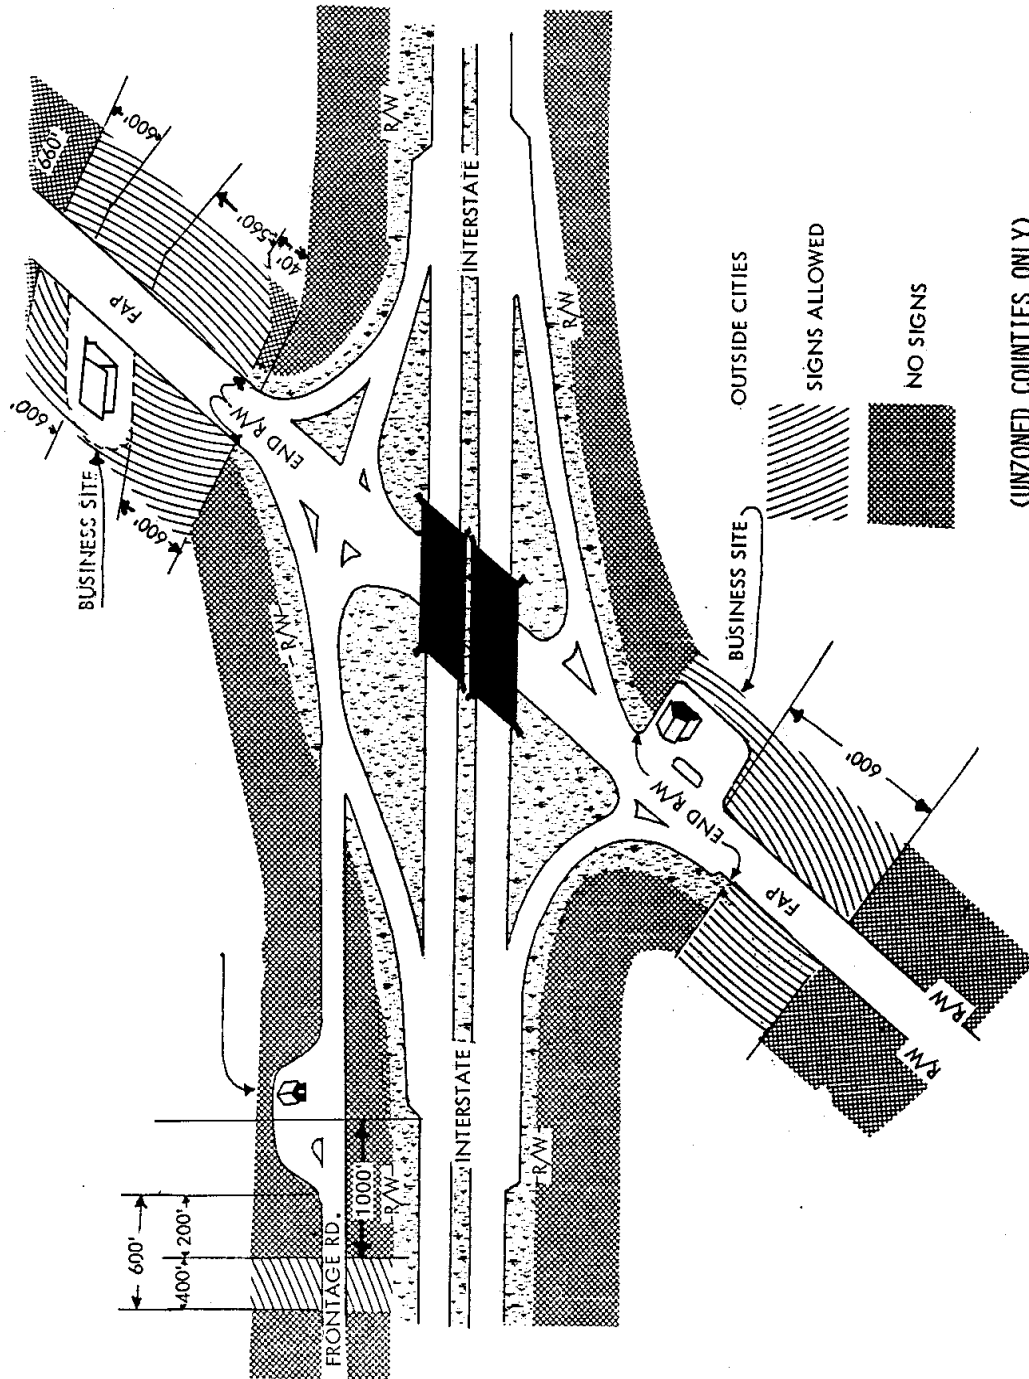 660'
600'
560'
40'
FAP
600'
BUSINESS SITE
600'
END R/W
R/W
R/W
INTERSTATE
R/W
OUTSIDE CITIES
SIGNS ALLOWED
NO SIGNS
(UNZONED COUNTIES ONLY)
BUSINESS SITE
600'
END R/W
FAP
R/W
R/W
INTERSTATE
R/W
R/W
1000'
600'
200'
400'
FRONTAGE RD.